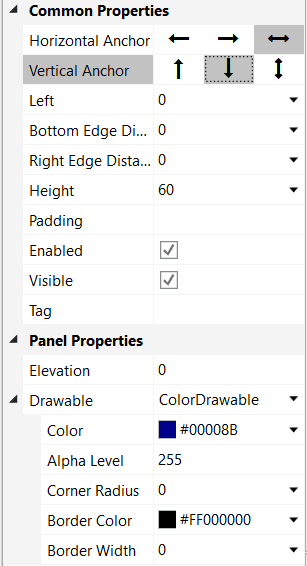 Common Properties
Horizontal Anchor
Vertical Anchor
Left 0
Bottom Edge Di... 0
Right Edge Dista... 0
Height 60
Padding
Enabled
Visible
Tag
Panel Properties
Elevation 0
Drawable ColorDrawable
Color #00008B
Alpha Level 255
Corner Radius 0
Border Color #FF000000
Border Width 0